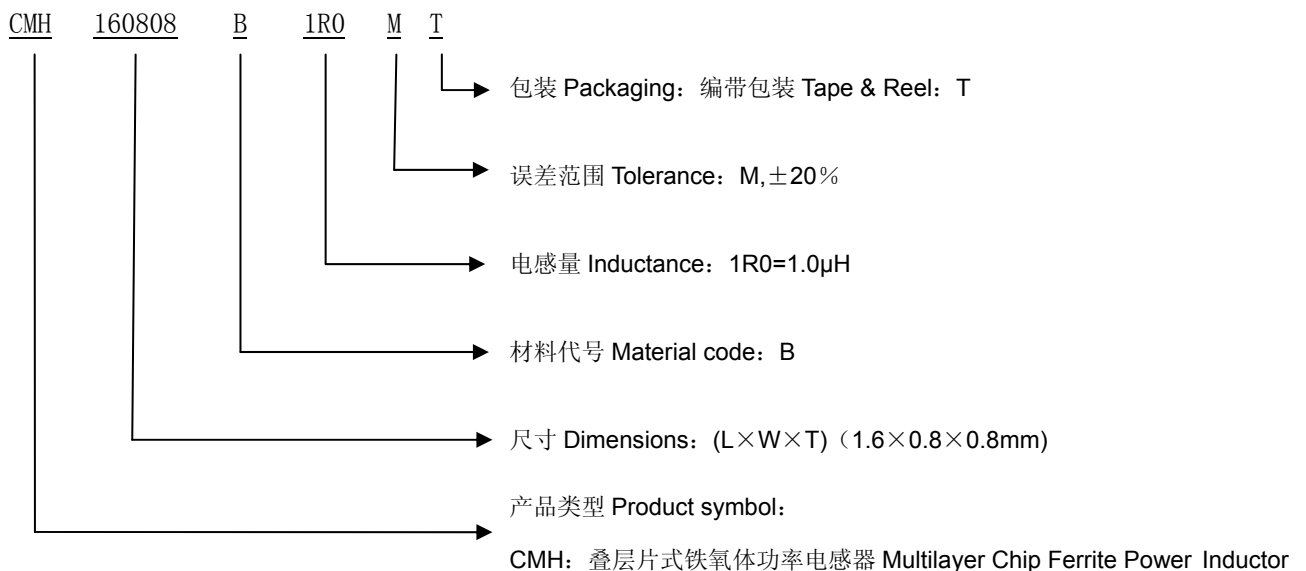 CMH 160808 B 1R0 M T
包装 Packaging：编带包装 Tape & Reel：T
误差范围 Tolerance：M,±20％
电感量 Inductance：1R0=1.0μH
材料代号 Material code：B
尺寸 Dimensions：(L×W×T)（1.6×0.8×0.8mm)
产品类型 Product symbol：
CMH：叠层片式铁氧体功率电感器 Multilayer Chip Ferrite Power Inductor